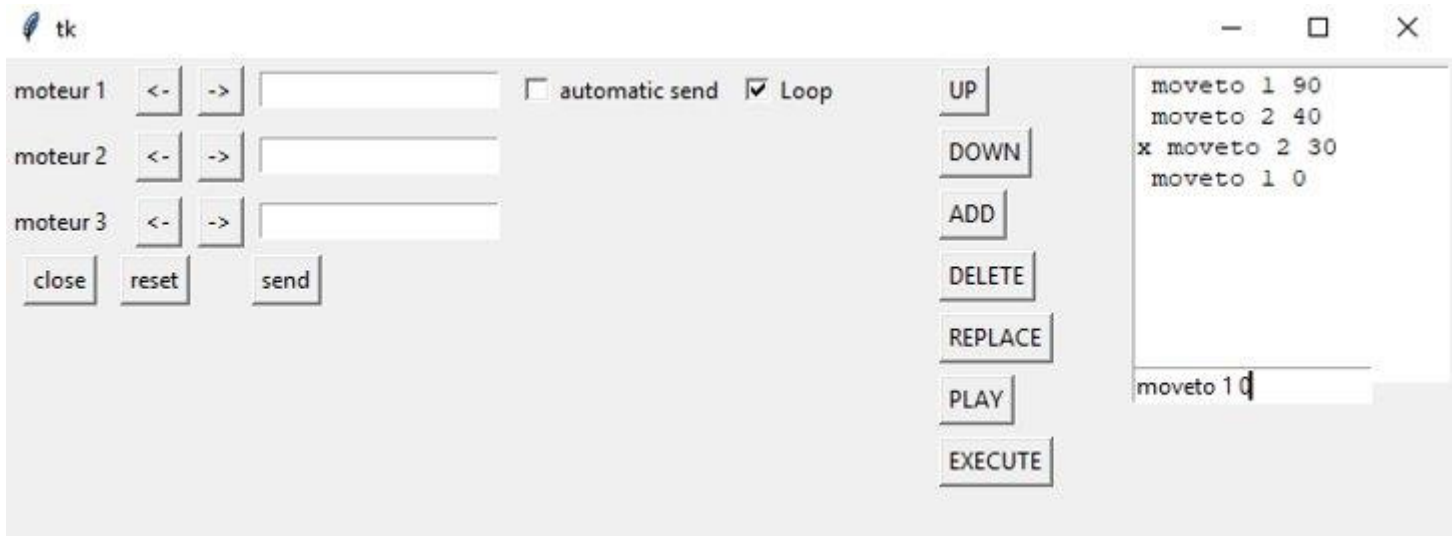 tk
moteur 1 <- -> automatic send Loop
moteur 2 <- ->
moteur 3 <- ->
close reset send
UP
DOWN
ADD
DELETE
REPLACE
PLAY
EXECUTE
moveto 1 90
moveto 2 40
x moveto 2 30
moveto 1 0
moveto 1 0